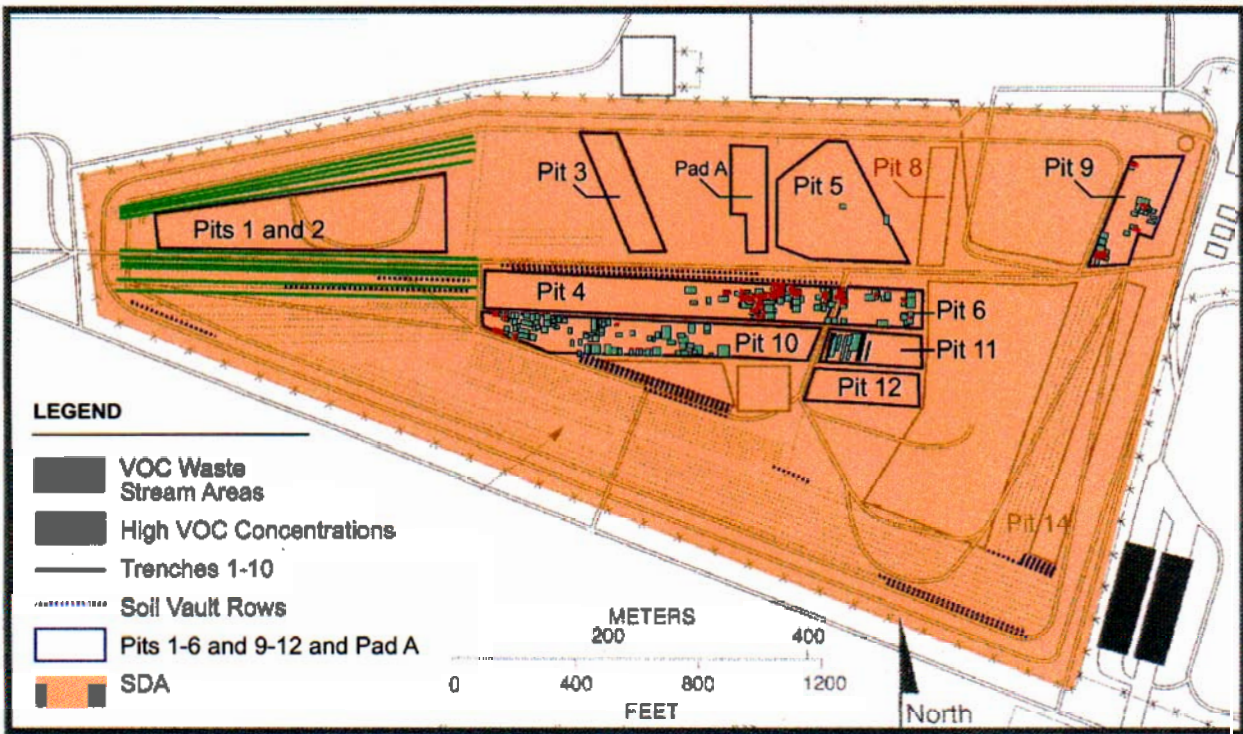 Pit 3
Pad A
Pit 5
Pit 8
Pit 9
Pits 1 and 2
Pit 4
Pit 6
Pit 10
Pit 11
Pit 12
Pit 14
LEGEND
VOC Waste
Stream Areas
High VOC Concentrations
Trenches 1-10
Soil Vault Rows
Pits 1-6 and 9-12 and Pad A
SDA
METERS
200 400
0 400 800 1200
FEET
North